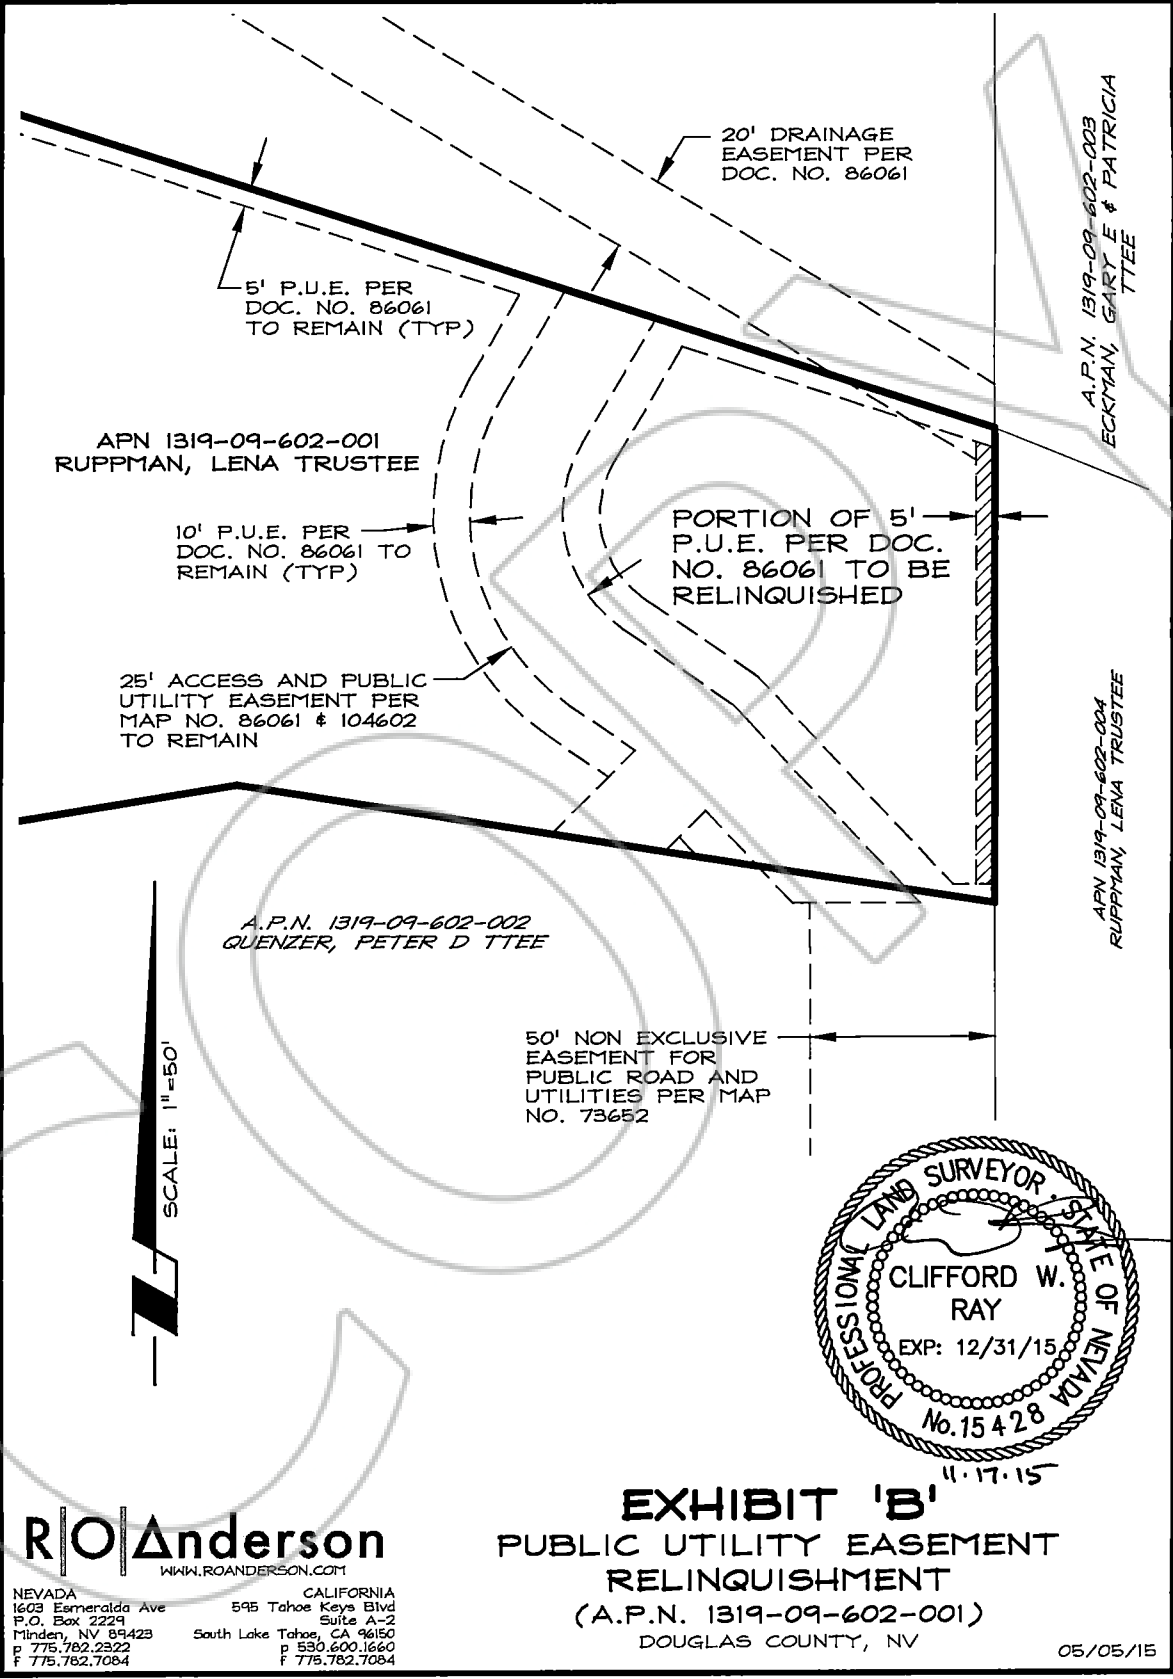 20' DRAINAGE
EASEMENT PER
DOC. NO. 86061
A.P.N. 1319-09-602-003
ECKMAN, GARY E & PATRICIA
TTEE
5' P.U.E. PER
DOC. NO. 86061
TO REMAIN (TYP)
APN 1319-09-602-001
RUPPMAN, LENA TRUSTEE
10' P.U.E. PER
DOC. NO. 86061 TO
REMAIN (TYP)
PORTION OF 5'
P.U.E. PER DOC.
NO. 86061 TO BE
RELINQUISHED
25' ACCESS AND PUBLIC
UTILITY EASEMENT PER
MAP NO. 86061 & 104602
TO REMAIN
APN 1319-09-602-004
RUPPMAN, LENA TRUSTEE
A.P.N. 1319-09-602-002
QUENZER, PETER D TTEE
50' NON EXCLUSIVE
EASEMENT FOR
PUBLIC ROAD AND
UTILITIES PER MAP
NO. 73652
SCALE: 1"=50'
COPY
PROFESSIONAL LAND SURVEYOR · STATE OF NEVADA
CLIFFORD W.
RAY
EXP: 12/31/15
No. 15428
11·17·15
EXHIBIT 'B'
PUBLIC UTILITY EASEMENT
RELINQUISHMENT
(A.P.N. 1319-09-602-001)
DOUGLAS COUNTY, NV
05/05/15
R|O|Anderson
WWW.ROANDERSON.COM
NEVADA
1603 Esmeralda Ave
P.O. Box 2229
Minden, NV 89423
p 775.782.2322
f 775.782.7084
CALIFORNIA
595 Tahoe Keys Blvd
Suite A-2
South Lake Tahoe, CA 96150
p 530.600.1660
f 775.782.7084